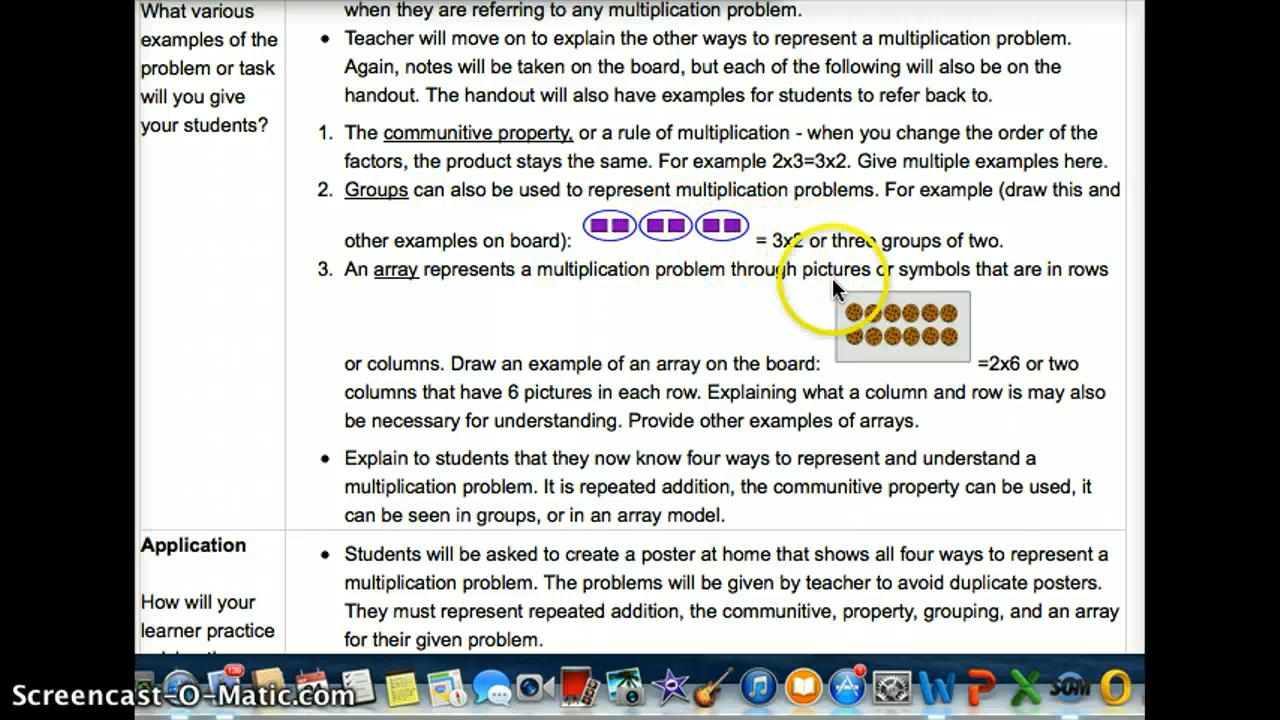 What various
examples of the
problem or task
will you give
your students?
when they are referring to any multiplication problem.
• Teacher will move on to explain the other ways to represent a multiplication problem.
Again, notes will be taken on the board, but each of the following will also be on the
handout. The handout will also have examples for students to refer back to.
1. The communitive property, or a rule of multiplication - when you change the order of the
factors, the product stays the same. For example 2x3=3x2. Give multiple examples here.
2. Groups can also be used to represent multiplication problems. For example (draw this and
other examples on board): = 3x2 or three groups of two.
3. An array represents a multiplication problem through pictures or symbols that are in rows
or columns. Draw an example of an array on the board: =2x6 or two
columns that have 6 pictures in each row. Explaining what a column and row is may also
be necessary for understanding. Provide other examples of arrays.
• Explain to students that they now know four ways to represent and understand a
multiplication problem. It is repeated addition, the communitive property can be used, it
can be seen in groups, or in an array model.
Application
How will your
learner practice
• Students will be asked to create a poster at home that shows all four ways to represent a
multiplication problem. The problems will be given by teacher to avoid duplicate posters.
They must represent repeated addition, the communitive, property, grouping, and an array
for their given problem.
Screencast-O-Matic.com